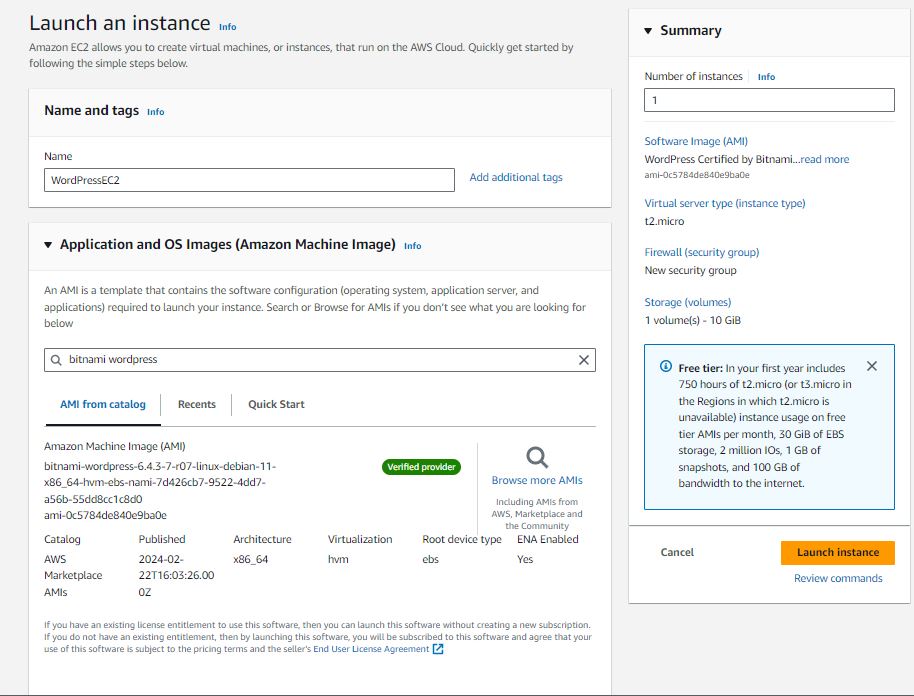 Launch an instance Info
Amazon EC2 allows you to create virtual machines, or instances, that run on the AWS Cloud. Quickly get started by
following the simple steps below.
Name and tags Info
Name
WordPressEC2
Add additional tags
Application and OS Images (Amazon Machine Image) Info
An AMI is a template that contains the software configuration (operating system, application server, and
applications) required to launch your instance. Search or Browse for AMIs if you don't see what you are looking for
below
bitnami wordpress
AMI from catalog Recents Quick Start
Amazon Machine Image (AMI)
bitnami-wordpress-6.4.3-7-r07-linux-debian-11-
x86_64-hvm-ebs-nami-7d426cb7-9522-4dd7-
a56b-55dd8cc1c8d0
ami-0c5784de840e9ba0e
Verified provider
Browse more AMIs
Including AMIs from
AWS, Marketplace and
the Community
Catalog Published Architecture Virtualization Root device type ENA Enabled
AWS 2024-02- x86_64 hvm ebs Yes
Marketplace 22T16:03:26.00
AMIs 0Z
If you have an existing license entitlement to use this software, then you can launch this software without creating a new subscription.
If you do not have an existing entitlement, then by launching this software, you will be subscribed to this software and agree that your
use of this software is subject to the pricing terms and the seller's End User License Agreement
Summary
Number of instances Info
1
Software Image (AMI)
WordPress Certified by Bitnami...read more
ami-0c5784de840e9ba0e
Virtual server type (instance type)
t2.micro
Firewall (security group)
New security group
Storage (volumes)
1 volume(s) - 10 GiB
Free tier: In your first year includes
750 hours of t2.micro (or t3.micro in
the Regions in which t2.micro is
unavailable) instance usage on free
tier AMIs per month, 30 GiB of EBS
storage, 2 million IOs, 1 GB of
snapshots, and 100 GB of
bandwidth to the internet.
Cancel Launch instance
Review commands